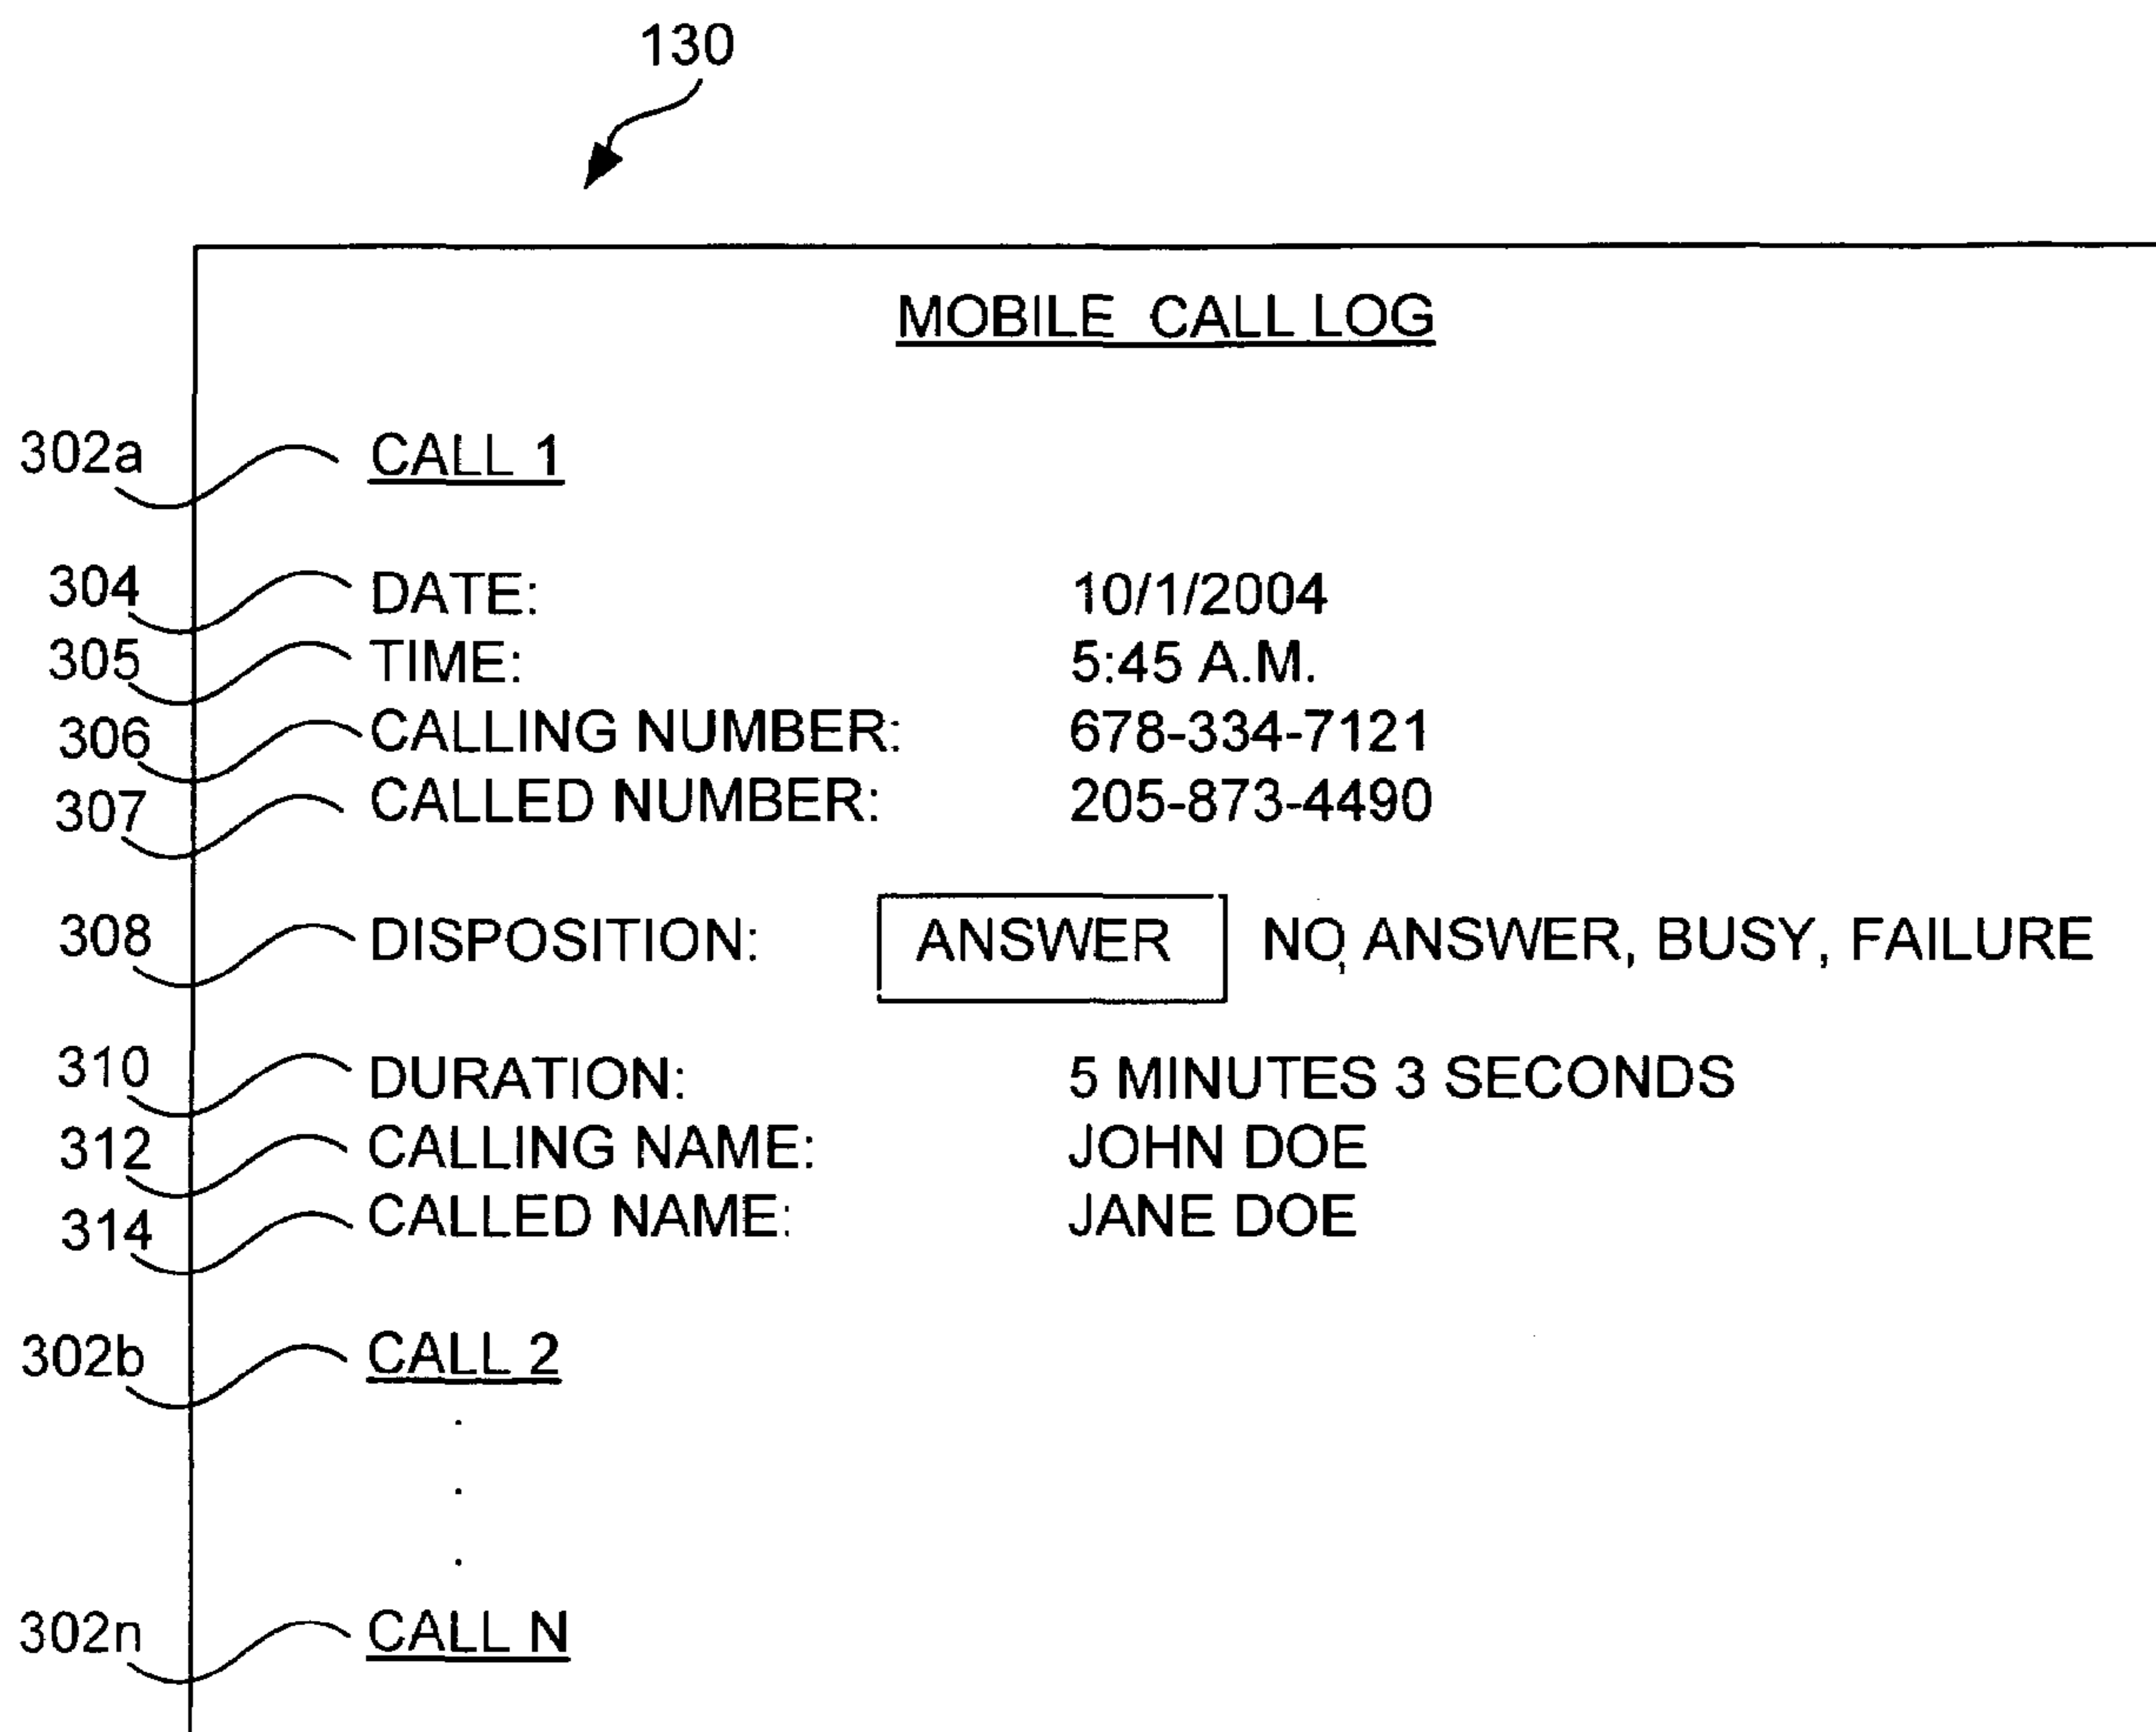 130
MOBILE CALL LOG
302a CALL 1
304 DATE: 10/1/2004
305 TIME: 5:45 A.M.
306 CALLING NUMBER: 678-334-7121
307 CALLED NUMBER: 205-873-4490
308 DISPOSITION: ANSWER NO, ANSWER, BUSY, FAILURE
310 DURATION: 5 MINUTES 3 SECONDS
312 CALLING NAME: JOHN DOE
314 CALLED NAME: JANE DOE
302b CALL 2
.
.
.
302n CALL N